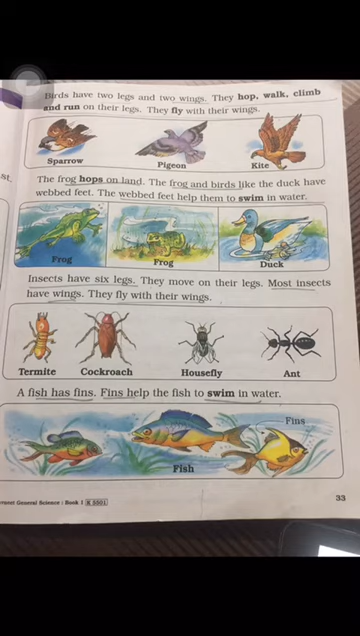 Birds have two legs and two wings. They hop, walk, climb
and run on their legs. They fly with their wings.
Sparrow
Pigeon
Kite
st.
The frog hops on land. The frog and birds like the duck have
webbed feet. The webbed feet help them to swim in water.
Frog
Frog
Duck
Insects have six legs. They move on their legs. Most insects
have wings. They fly with their wings.
Termite
Cockroach
Housefly
Ant
A fish has fins. Fins help the fish to swim in water.
Fins
Fish
General Science : Book 1
33